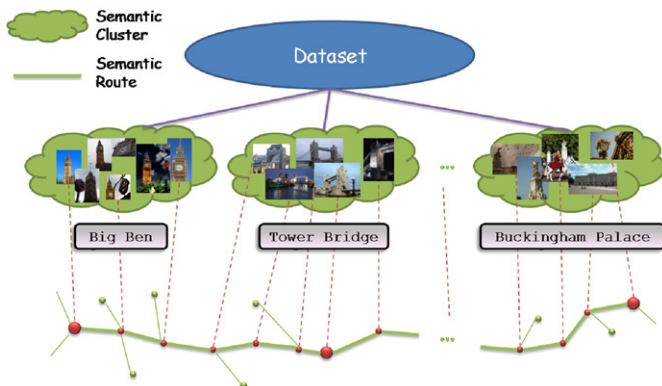 Semantic
Cluster
Semantic
Route
Dataset
Big Ben
Tower Bridge
Buckingham Palace